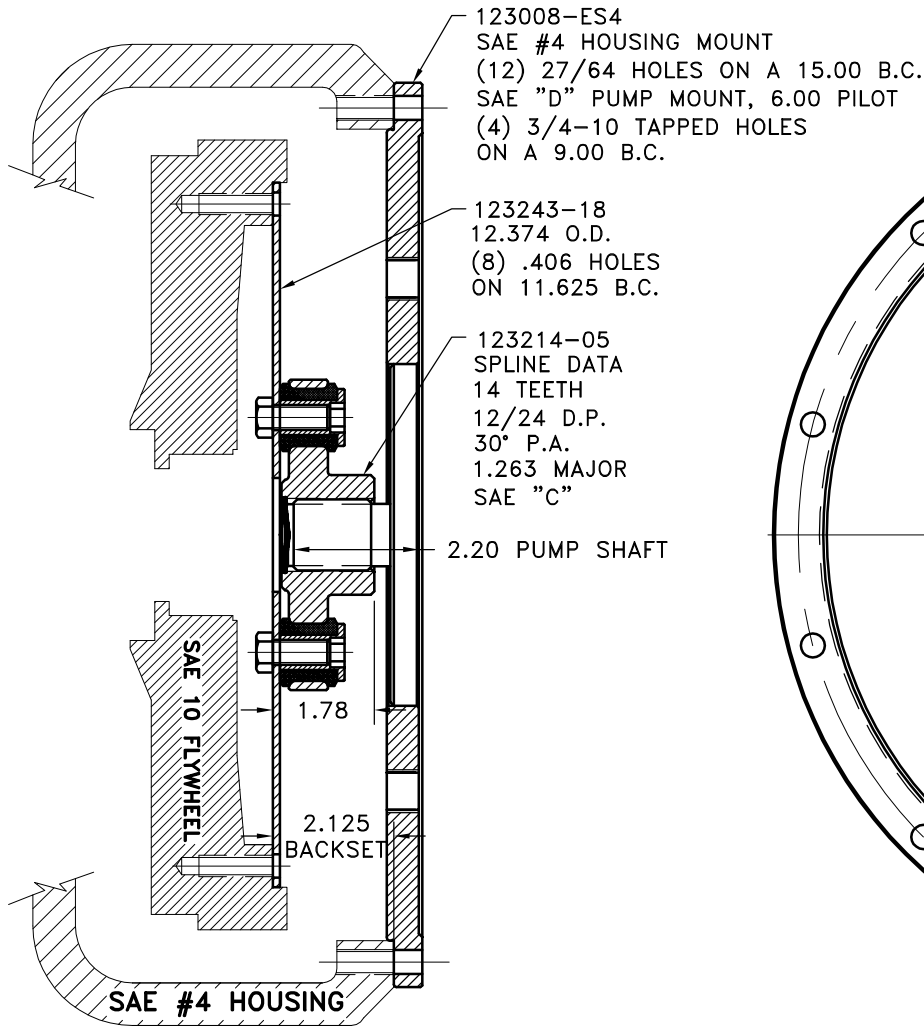 123008-ES4
SAE #4 HOUSING MOUNT
(12) 27/64 HOLES ON A 15.00 B.C.
SAE "D" PUMP MOUNT, 6.00 PILOT
(4) 3/4-10 TAPPED HOLES
ON A 9.00 B.C.
123243-18
12.374 O.D.
(8) .406 HOLES
ON 11.625 B.C.
123214-05
SPLINE DATA
14 TEETH
12/24 D.P.
30° P.A.
1.263 MAJOR
SAE "C"
2.20 PUMP SHAFT
SAE 10 FLYWHEEL
1.78
2.125
BACKSET
SAE #4 HOUSING